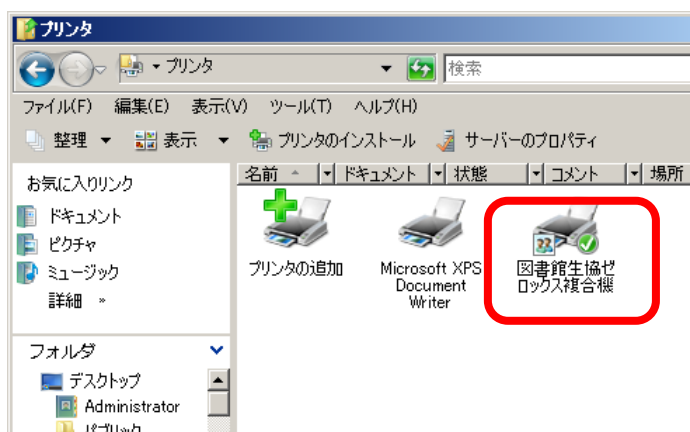 プリンタ
プリンタ
検索
ファイル(F) 編集(E) 表示(V) ツール(T) ヘルプ(H)
整理 表示 プリンタのインストール サーバーのプロパティ
お気に入りリンク
ドキュメント
ピクチャ
ミュージック
詳細 »
フォルダ
デスクトップ
Administrator
パブリック
名前 ドキュメント 状態 コメント 場所
プリンタの追加
Microsoft XPS
Document
Writer
図書館生協ゼ
ロックス複合機